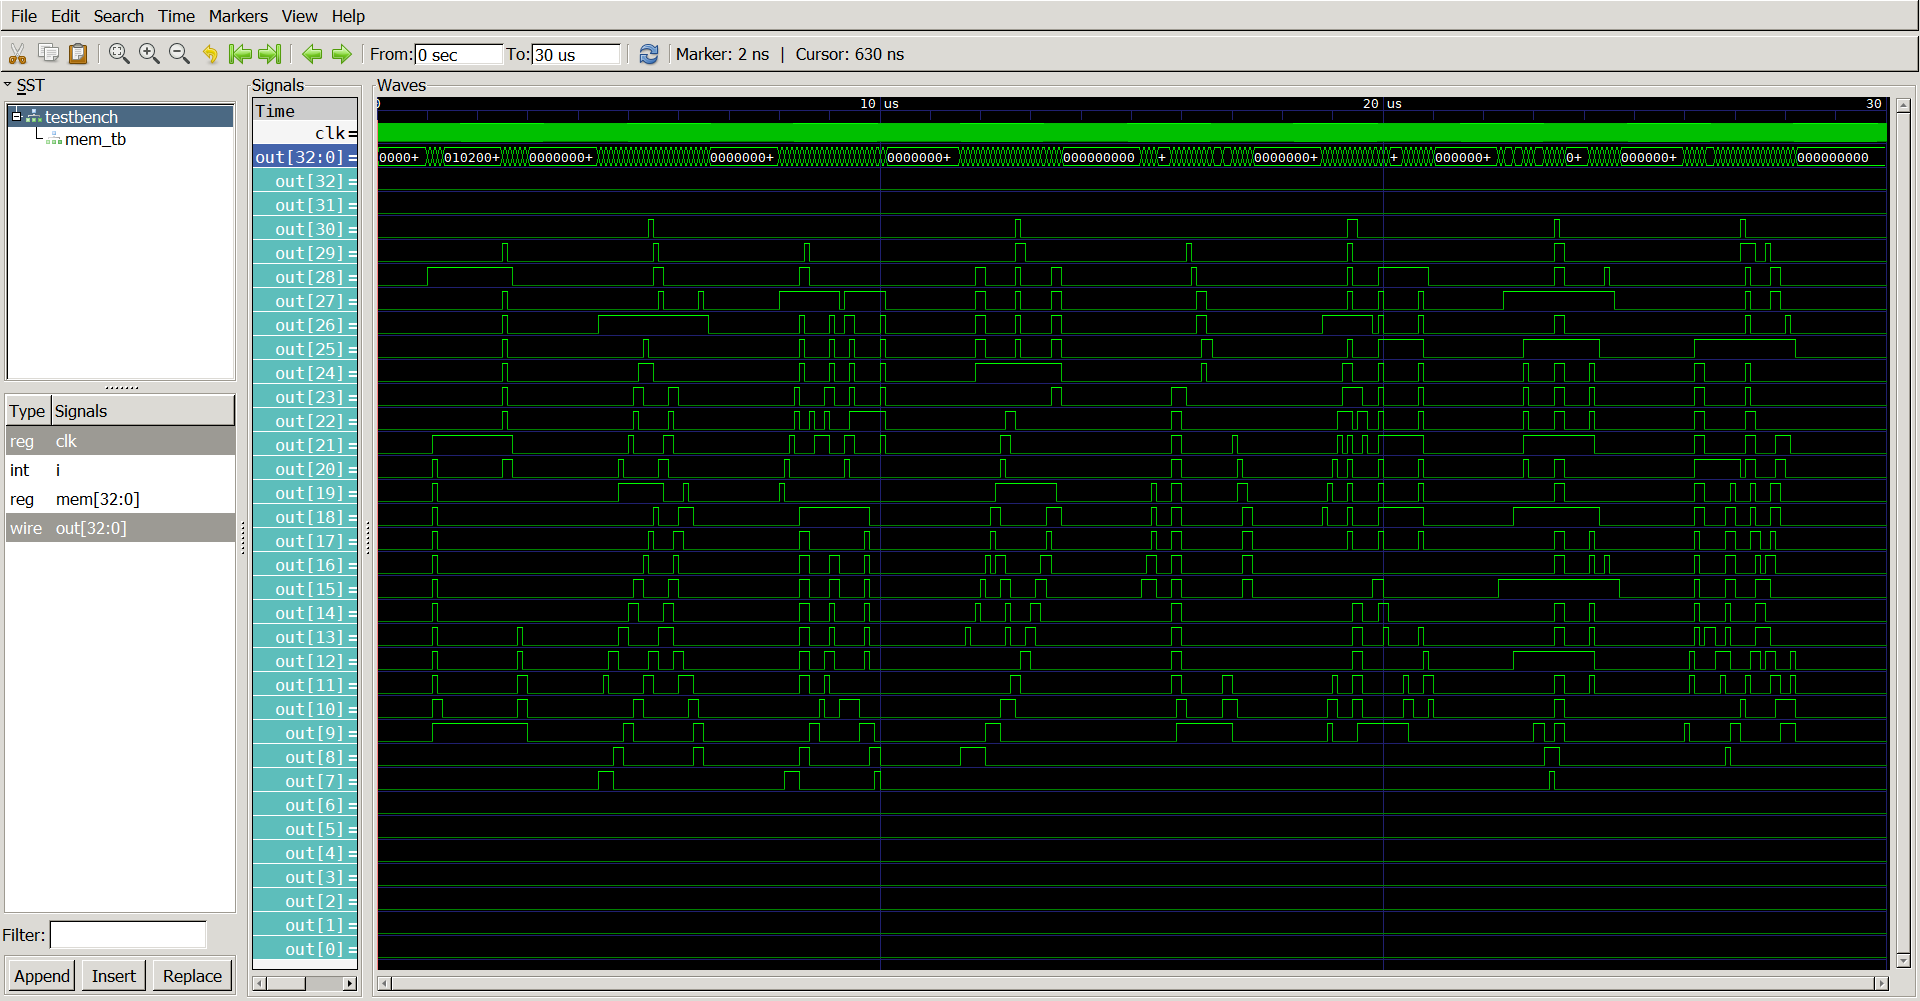 File Edit Search Time Markers View Help
From: 0 sec To: 30 us Marker: 2 ns | Cursor: 630 ns
SST
testbench
mem_tb
Type Signals
reg clk
int i
reg mem[32:0]
wire out[32:0]
Filter:
Append Insert Replace
Signals
Time
clk=
out[32:0]=
out[32]=
out[31]=
out[30]=
out[29]=
out[28]=
out[27]=
out[26]=
out[25]=
out[24]=
out[23]=
out[22]=
out[21]=
out[20]=
out[19]=
out[18]=
out[17]=
out[16]=
out[15]=
out[14]=
out[13]=
out[12]=
out[11]=
out[10]=
out[9]=
out[8]=
out[7]=
out[6]=
out[5]=
out[4]=
out[3]=
out[2]=
out[1]=
out[0]=
Waves
0 10 us 20 us 30
0000+ 010200+ 0000000+ 0000000+ 0000000+ 000000000 + 0000000+ + 000000+ 0+ 000000+ 000000000